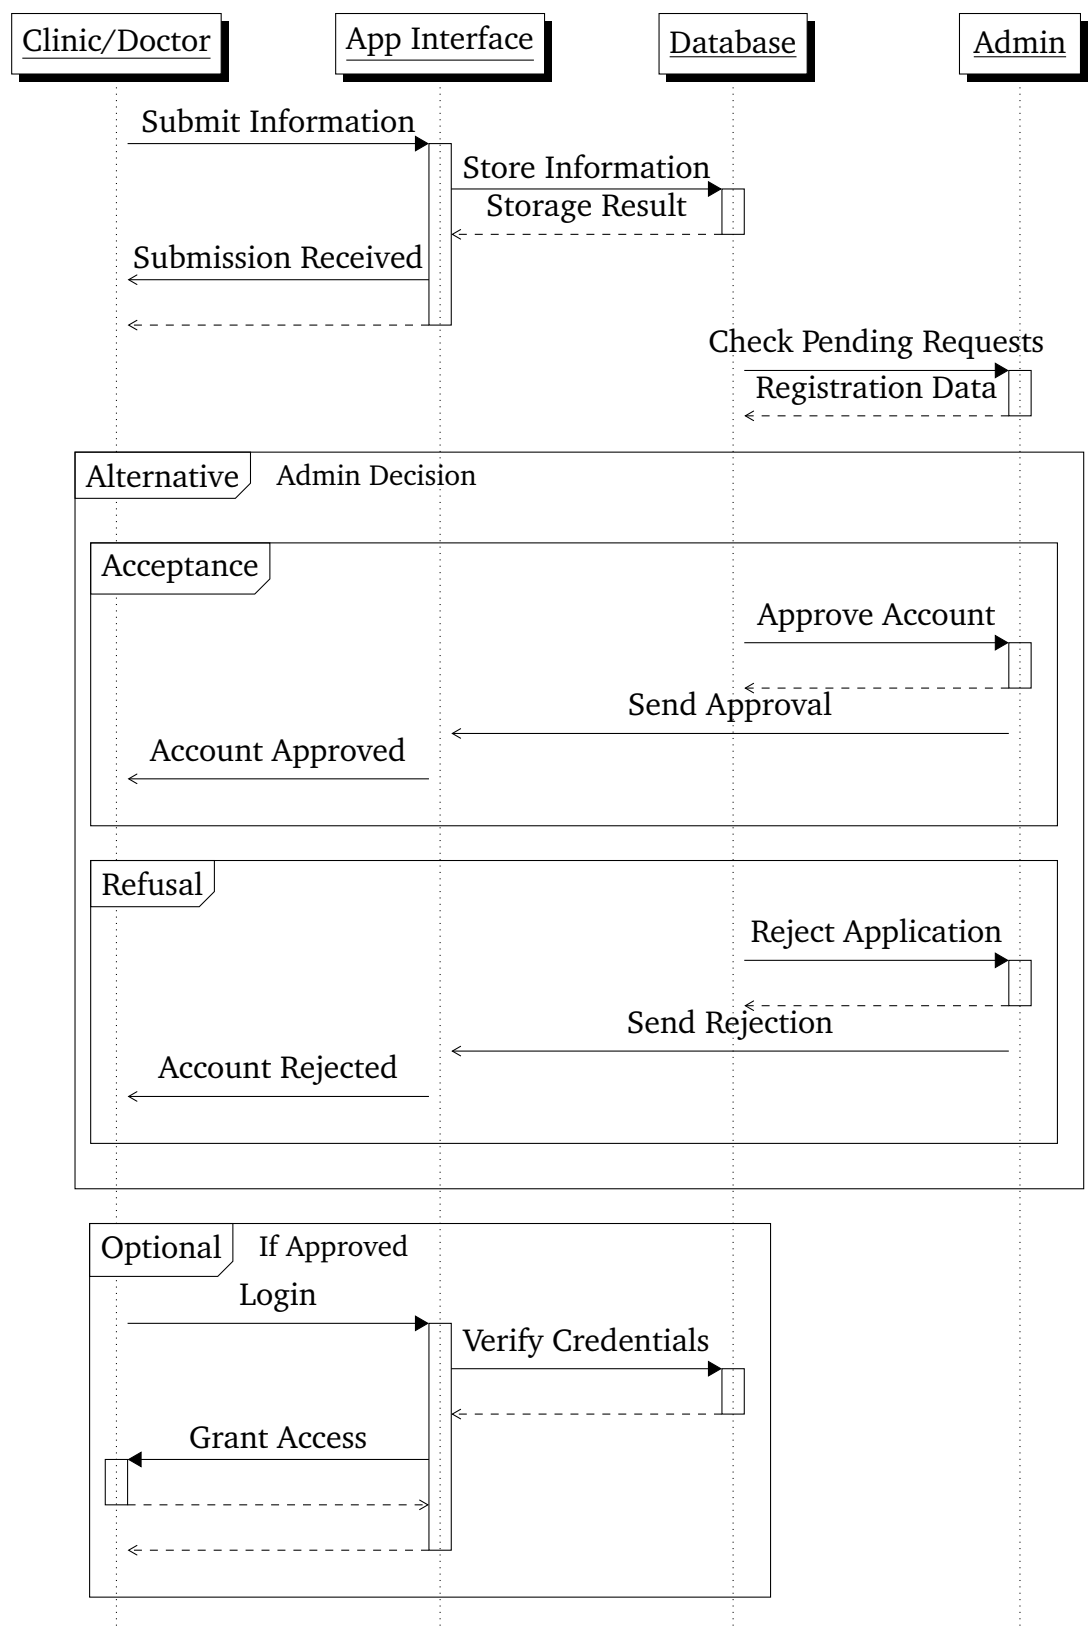 Clinic/Doctor
App Interface
Database
Admin
Submit Information
Store Information
Storage Result
Submission Received
Check Pending Requests
Registration Data
Alternative
Admin Decision
Acceptance
Approve Account
Send Approval
Account Approved
Refusal
Reject Application
Send Rejection
Account Rejected
Optional
If Approved
Login
Verify Credentials
Grant Access